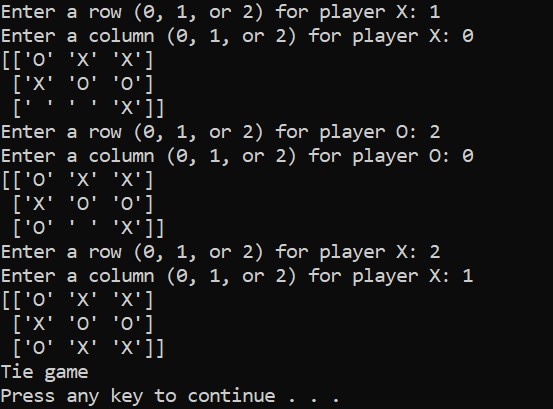 Enter a row (0, 1, or 2) for player X: 1
Enter a column (0, 1, or 2) for player X: 0
[['O' 'X' 'X']
 ['X' 'O' 'O']
 [' ' ' ' 'X']]
Enter a row (0, 1, or 2) for player O: 2
Enter a column (0, 1, or 2) for player O: 0
[['O' 'X' 'X']
 ['X' 'O' 'O']
 ['O' ' ' 'X']]
Enter a row (0, 1, or 2) for player X: 2
Enter a column (0, 1, or 2) for player X: 1
[['O' 'X' 'X']
 ['X' 'O' 'O']
 ['O' 'X' 'X']]
Tie game
Press any key to continue . . .